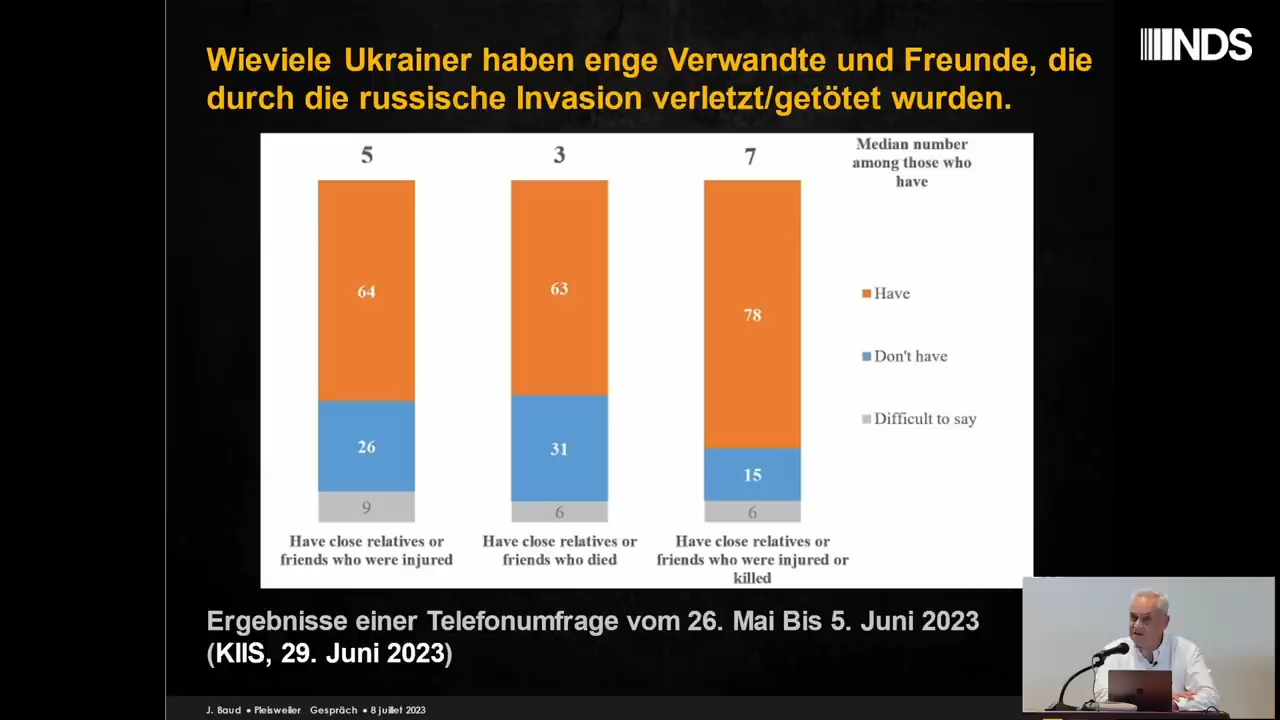 NDS
Wieviele Ukrainer haben enge Verwandte und Freunde, die
durch die russische Invasion verletzt/getötet wurden.
5
3
7
Median number
among those who
have
64
63
78
26
31
15
9
6
6
Have
Don't have
Difficult to say
Have close relatives or
friends who were injured
Have close relatives or
friends who died
Have close relatives or
friends who were injured or
killed
Ergebnisse einer Telefonumfrage vom 26. Mai Bis 5. Juni 2023
(KIIS, 29. Juni 2023)
J. Baud • Pleisweiler Gespräch • 8 juillet 2023